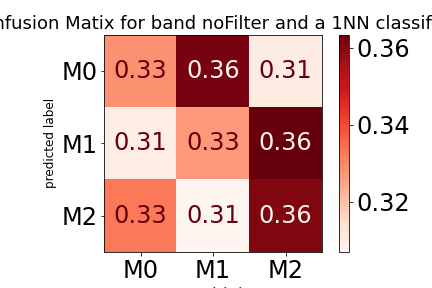 nfusion Matix for band noFilter and a 1NN classif
predicted label
M0 0.33 0.36 0.31
M1 0.31 0.33 0.36
M2 0.33 0.31 0.36
M0 M1 M2
0.36
0.34
0.32